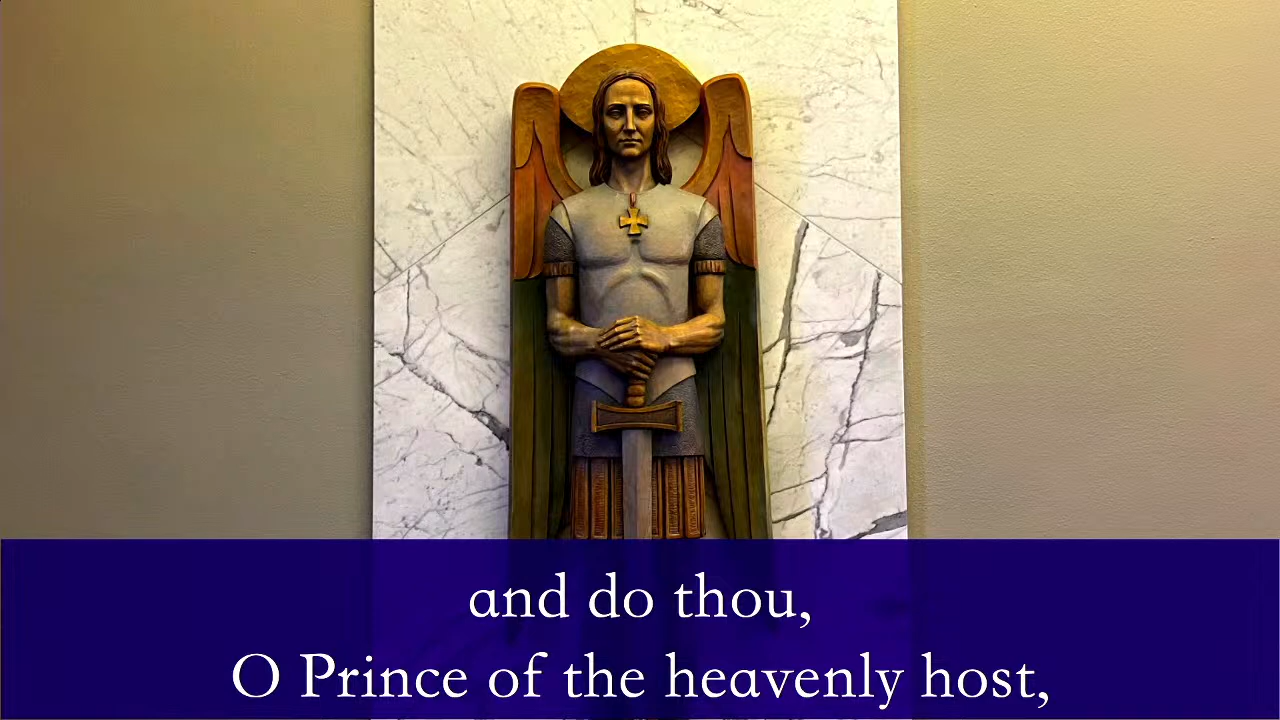 and do thou,
O Prince of the heavenly host,